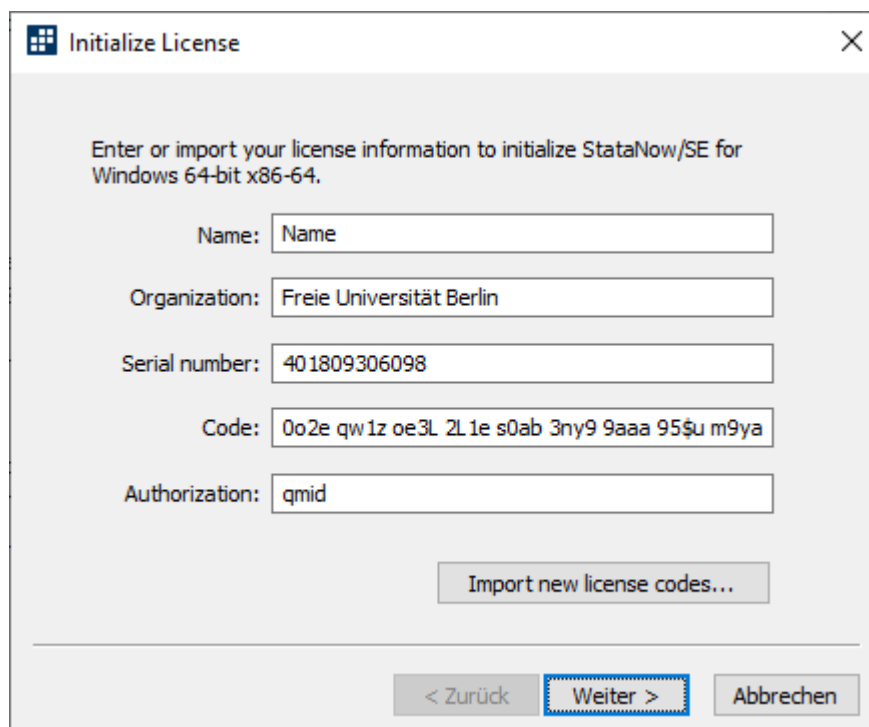 Initialize License
Enter or import your license information to initialize StataNow/SE for
Windows 64-bit x86-64.
Name: Name
Organization: Freie Universität Berlin
Serial number: 401809306098
Code: 0o2e qw1z oe3L 2L1e s0ab 3ny9 9aaa 95$u m9ya
Authorization: qmid
Import new license codes...
< Zurück Weiter > Abbrechen